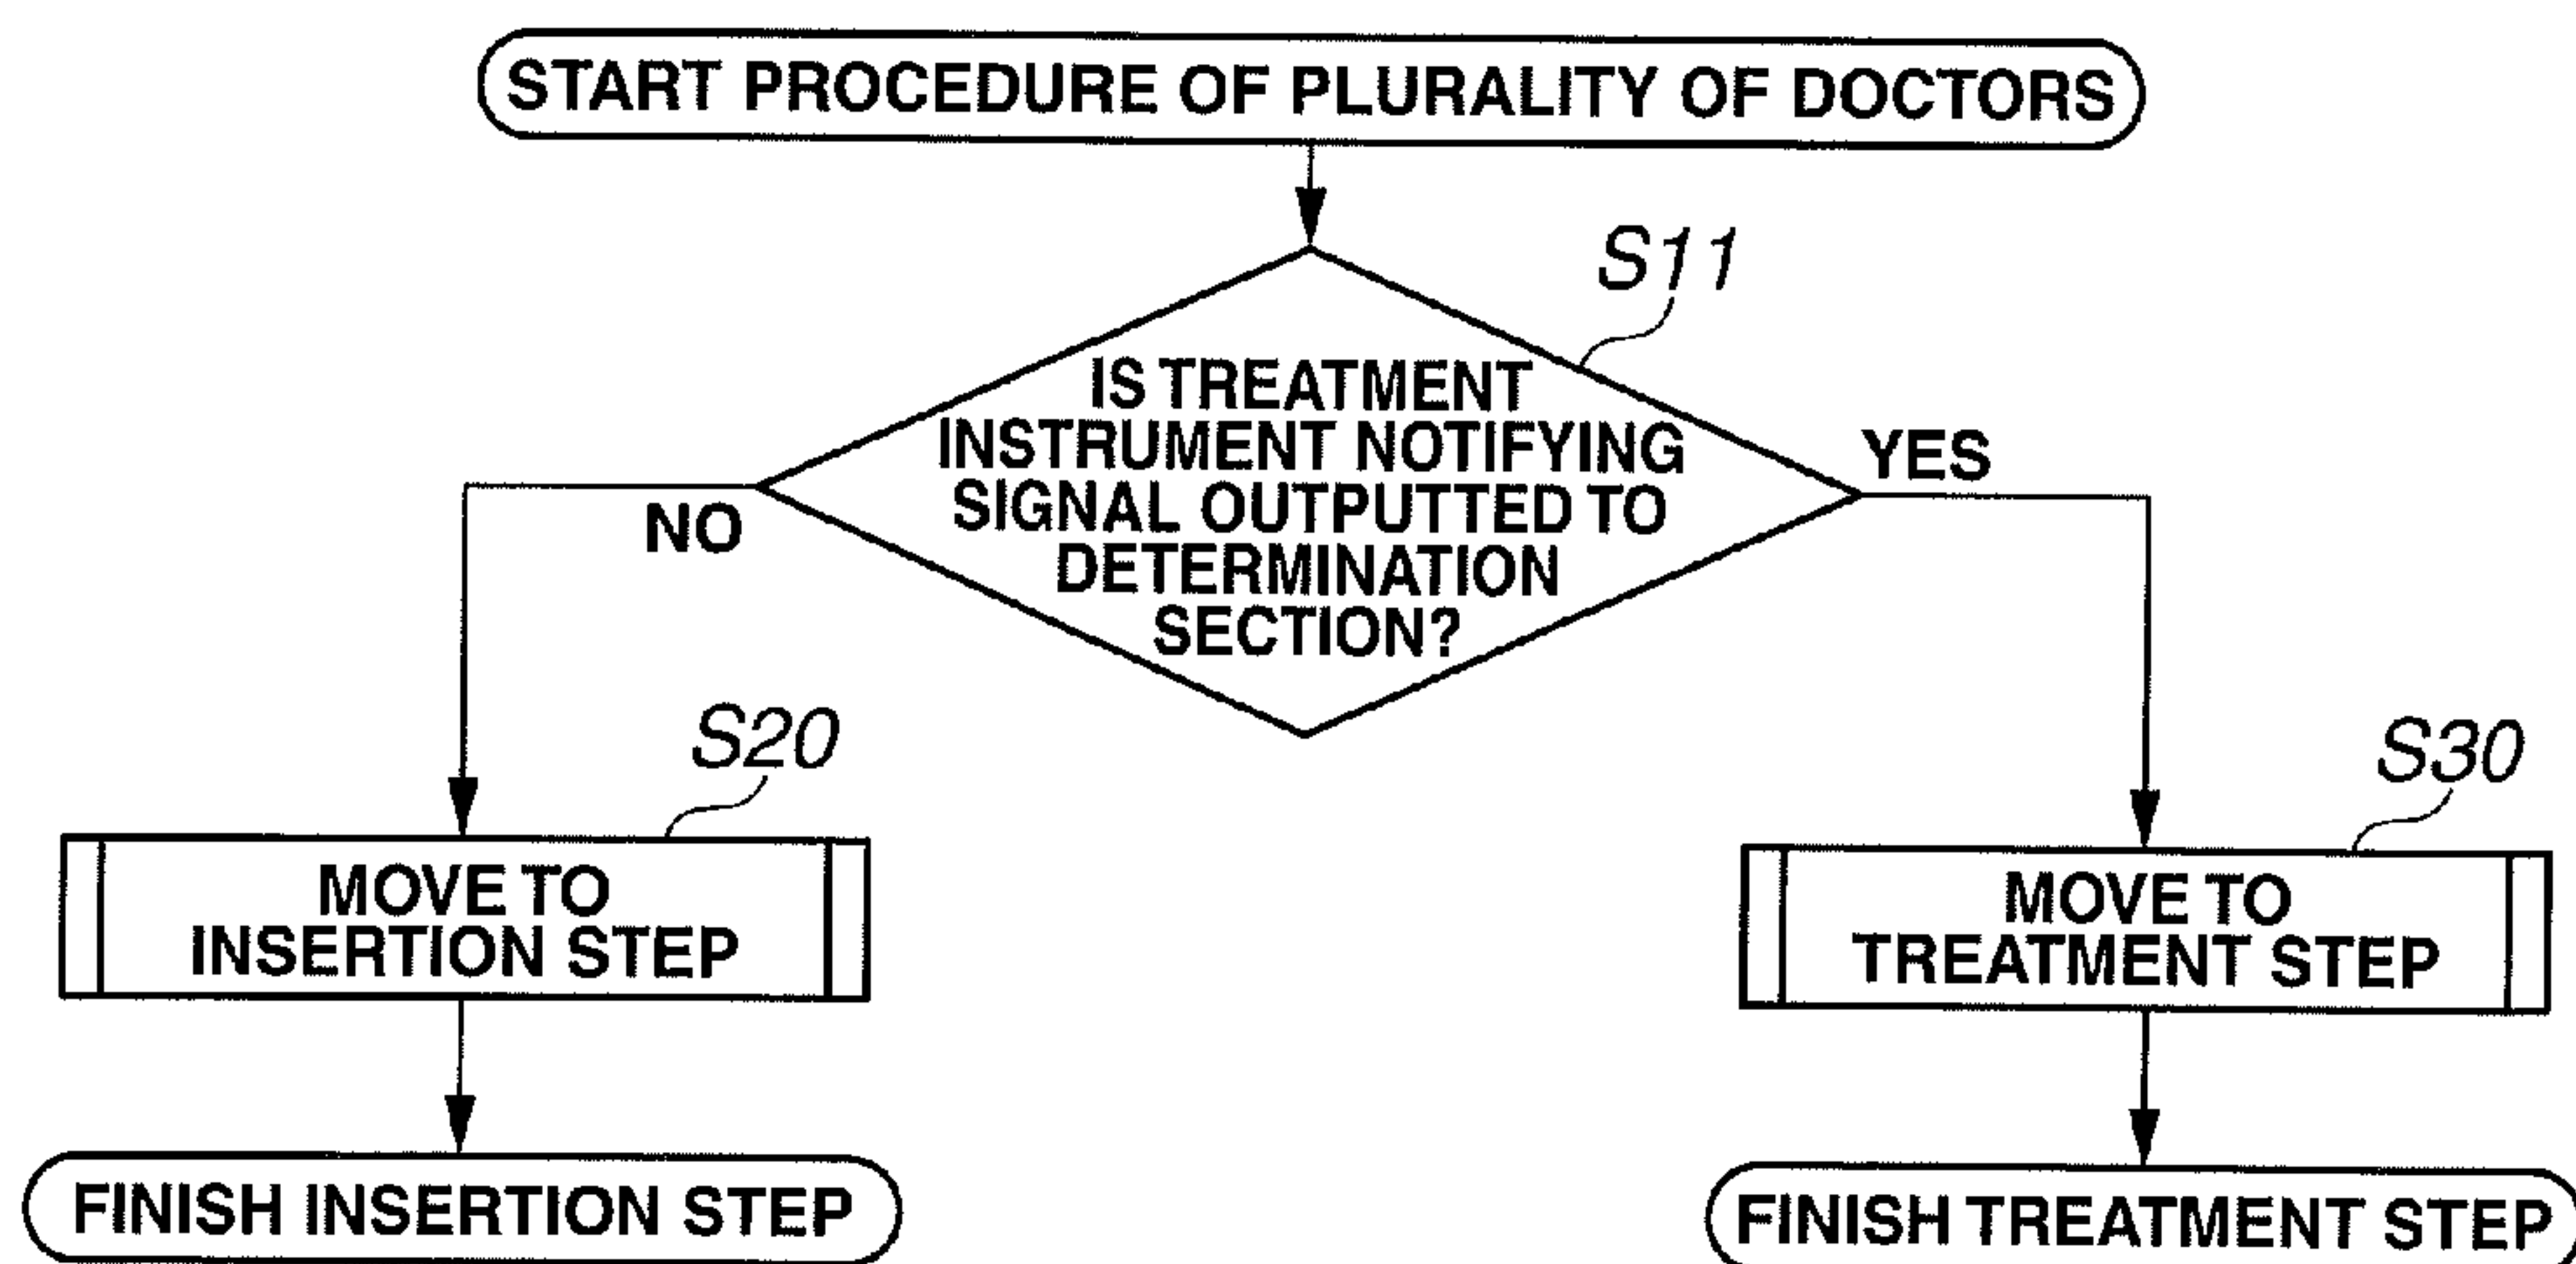 START PROCEDURE OF PLURALITY OF DOCTORS
S11
IS TREATMENT
INSTRUMENT NOTIFYING
SIGNAL OUTPUTTED TO
DETERMINATION
SECTION?
YES
NO
S20
MOVE TO
INSERTION STEP
S30
MOVE TO
TREATMENT STEP
FINISH INSERTION STEP
FINISH TREATMENT STEP